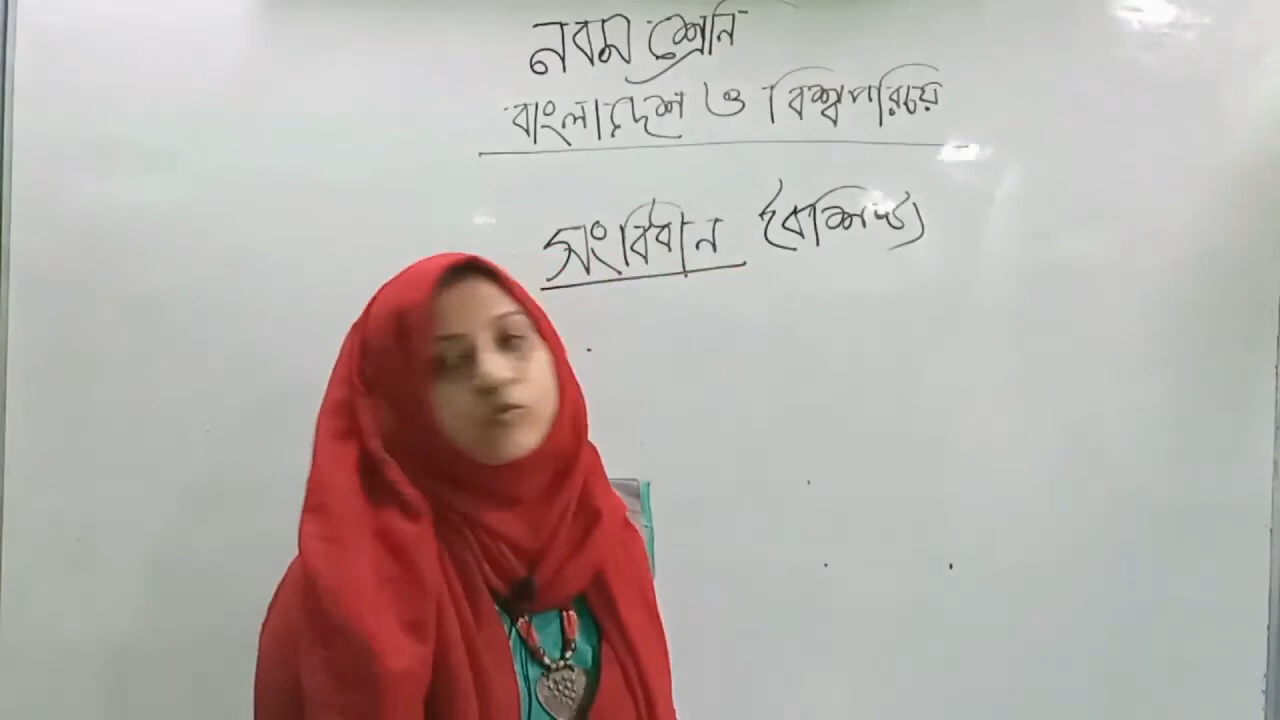 নবম শ্রেনি
বাংলাদেশ ও বিশ্বপরিচয়
সংবিধান বৈশিষ্ট্য